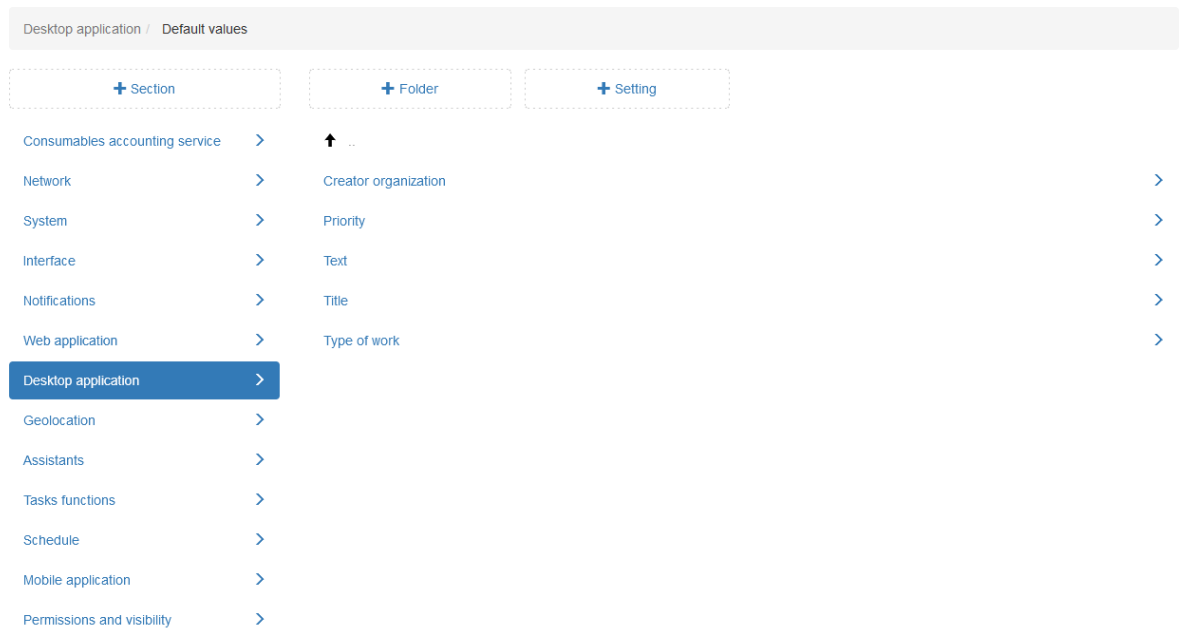 Desktop application / Default values
+ Section
+ Folder
+ Setting
Consumables accounting service
Network
System
Interface
Notifications
Web application
Desktop application
Geolocation
Assistants
Tasks functions
Schedule
Mobile application
Permissions and visibility
..
Creator organization
Priority
Text
Title
Type of work